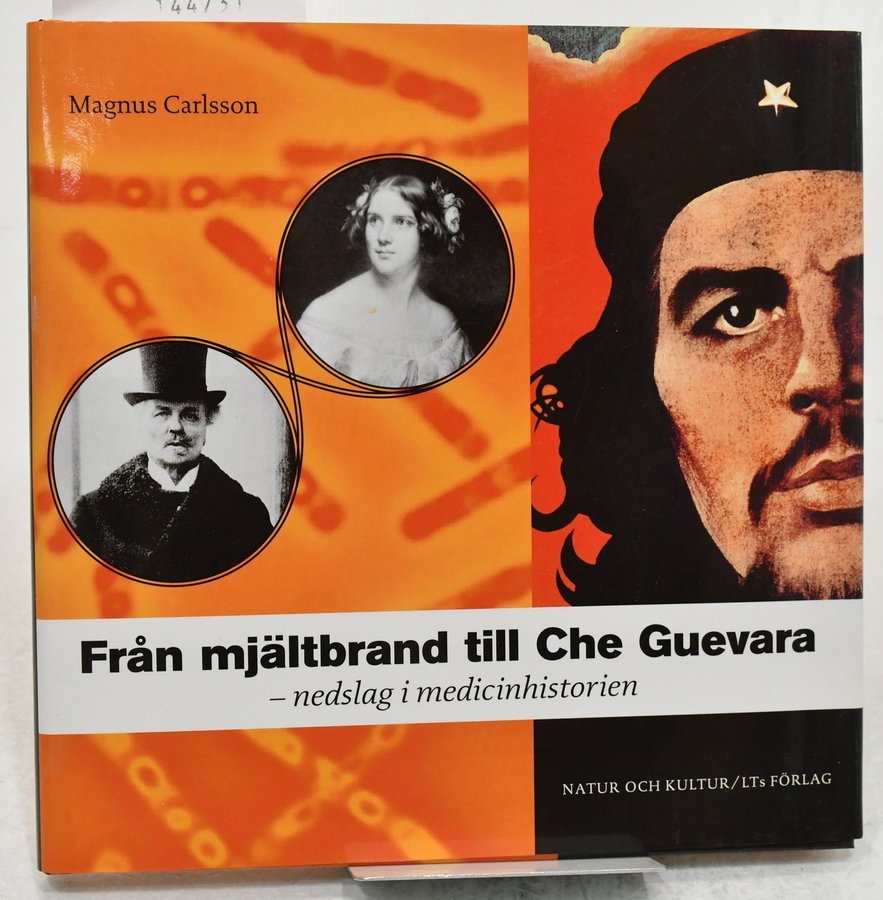 Magnus Carlsson
Från mjältbrand till Che Guevara
– nedslag i medicinhistorien
NATUR OCH KULTUR/LTs FÖRLAG